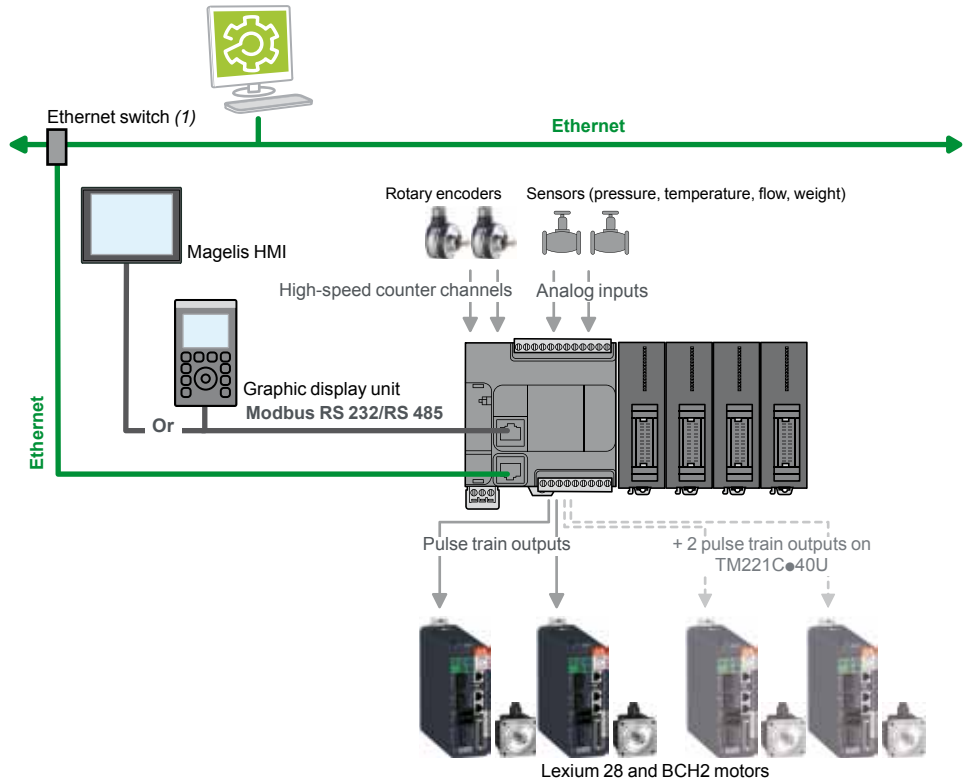 Ethernet switch (1)
Ethernet
Rotary encoders
Sensors (pressure, temperature, flow, weight)
Magelis HMI
High-speed counter channels
Analog inputs
Graphic display unit
Modbus RS 232/RS 485
Or
Ethernet
Pulse train outputs
+ 2 pulse train outputs on
TM221C●40U
Lexium 28 and BCH2 motors